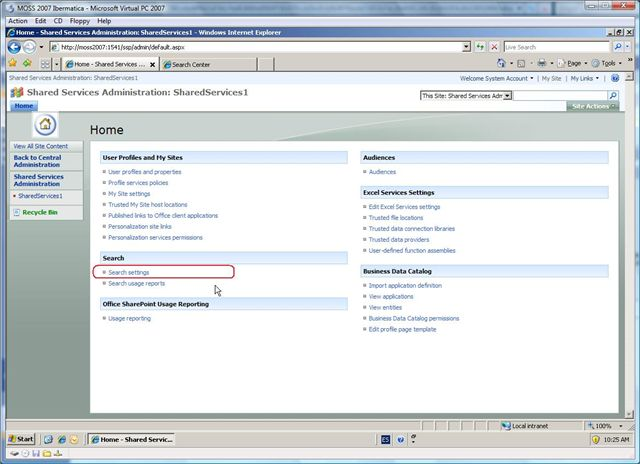 MOSS 2007 Ibermatica - Microsoft Virtual PC 2007
Action Edit CD Floppy Help
Home - Shared Services Administration: SharedServices1 - Windows Internet Explorer
http://moss2007:1541/ssp/admin/default.aspx
Live Search
Home - Shared Services ...
Search Center
Page
Tools
Shared Services Administration: SharedServices1
Welcome System Account
My Site
My Links
Shared Services Administration: SharedServices1
This Site: Shared Services Adm
Home
Site Actions
Home
View All Site Content
Back to Central
Administration
Shared Services
Administration
SharedServices1
Recycle Bin
User Profiles and My Sites
User profiles and properties
Profile services policies
My Site settings
Trusted My Site host locations
Published links to Office client applications
Personalization site links
Personalization services permissions
Search
Search settings
Search usage reports
Office SharePoint Usage Reporting
Usage reporting
Audiences
Audiences
Excel Services Settings
Edit Excel Services settings
Trusted file locations
Trusted data connection libraries
Trusted data providers
User-defined function assemblies
Business Data Catalog
Import application definition
View applications
View entities
Business Data Catalog permissions
Edit profile page template
Local intranet
100%
Start
Home - Shared Servic...
ES
10:25 AM